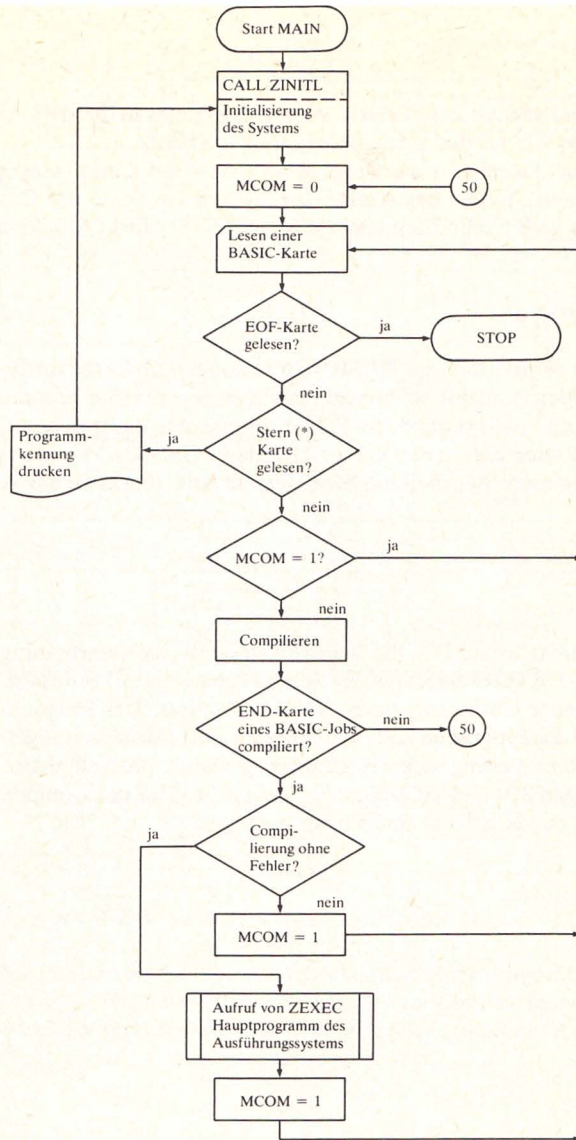 Start MAIN
CALL ZINITL
Initialisierung
des Systems
MCOM = 0
50
Lesen einer
BASIC-Karte
EOF-Karte
gelesen?
ja
STOP
nein
Stern (*)
Karte
gelesen?
ja
Programm-
kennung
drucken
nein
MCOM = 1?
ja
nein
Compilieren
END-Karte
eines BASIC-Jobs
compiliert?
nein
50
ja
Compi-
lierung ohne
Fehler?
ja
nein
MCOM = 1
Aufruf von ZEXEC
Hauptprogramm des
Ausführungssystems
MCOM = 1